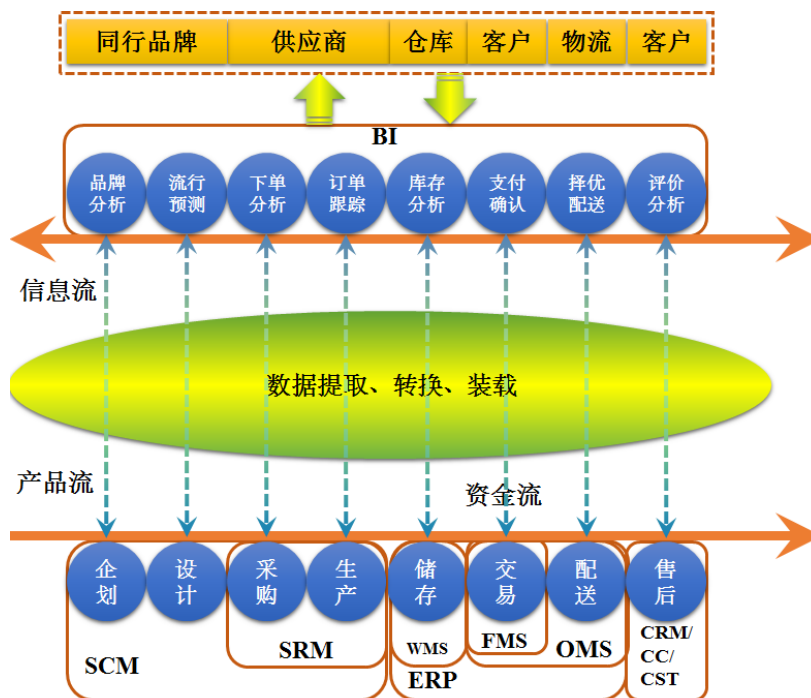 同行品牌 供应商 仓库 客户 物流 客户
BI
品牌 流行 下单 订单 库存 支付 择优 评价
分析 预测 分析 跟踪 分析 确认 配送 分析
信息流
数据提取、转换、装载
产品流 资金流
企 设 采 生 储 交 配 售
划 计 购 产 存 易 送 后
SCM SRM WMS FMS OMS CRM/
ERP CC/
CST